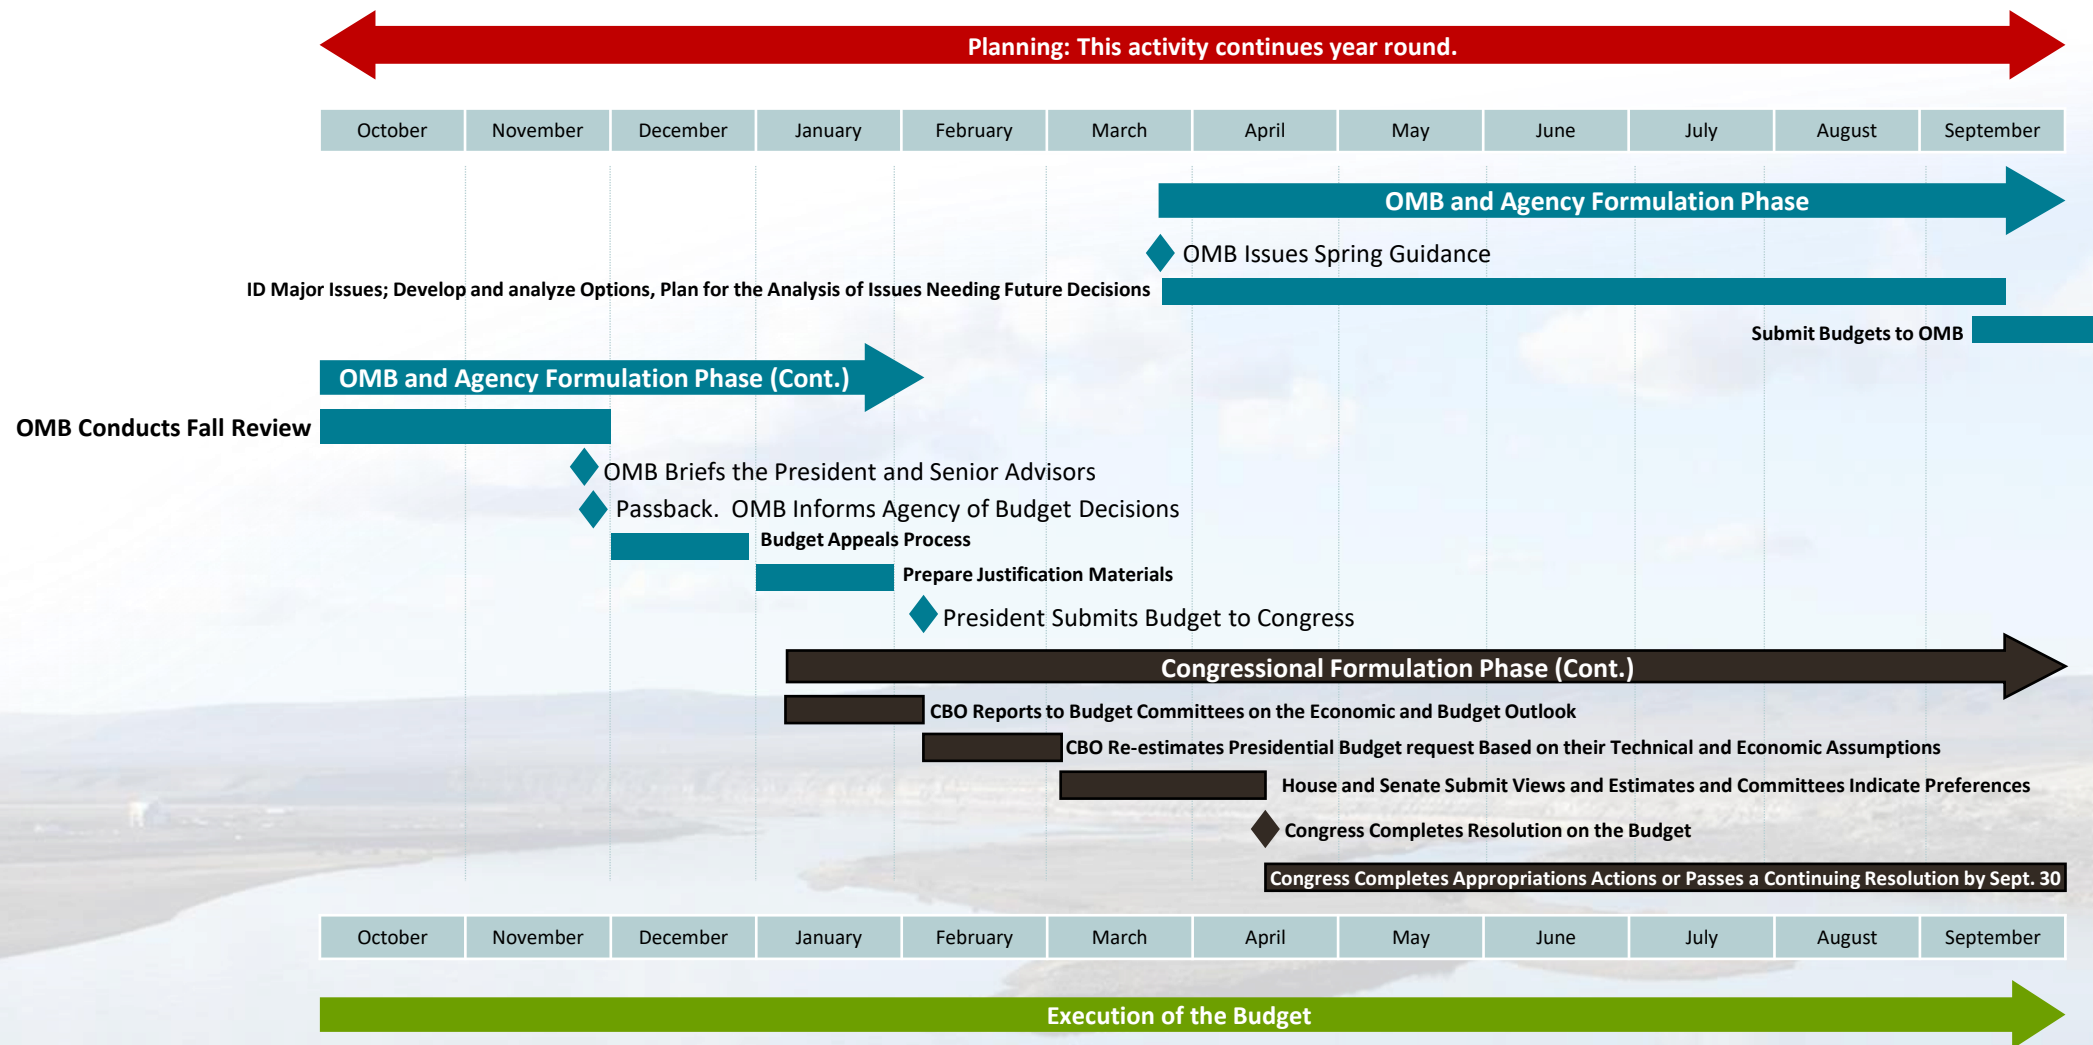 Planning: This activity continues year round.
October November December January February March April May June July August September
OMB and Agency Formulation Phase
OMB Issues Spring Guidance
ID Major Issues; Develop and analyze Options, Plan for the Analysis of Issues Needing Future Decisions
Submit Budgets to OMB
OMB and Agency Formulation Phase (Cont.)
OMB Conducts Fall Review
OMB Briefs the President and Senior Advisors
Passback.  OMB Informs Agency of Budget Decisions
Budget Appeals Process
Prepare Justification Materials
President Submits Budget to Congress
Congressional Formulation Phase (Cont.)
CBO Reports to Budget Committees on the Economic and Budget Outlook
CBO Re-estimates Presidential Budget request Based on their Technical and Economic Assumptions
House and Senate Submit Views and Estimates and Committees Indicate Preferences
Congress Completes Resolution on the Budget
Congress Completes Appropriations Actions or Passes a Continuing Resolution by Sept. 30
October November December January February March April May June July August September
Execution of the Budget